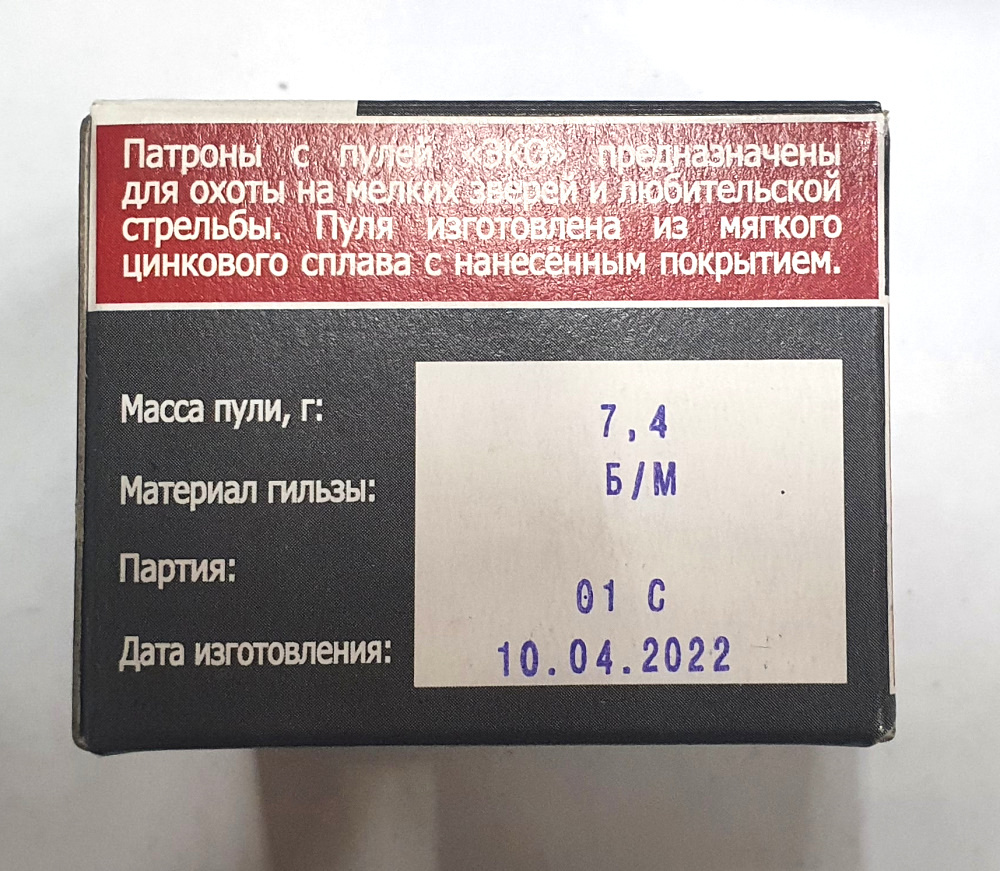 Патроны с пулей «ЭКО» предназначены
для охоты на мелких зверей и любительской
стрельбы. Пуля изготовлена из мягкого
цинкового сплава с нанесённым покрытием.
Масса пули, г: 7,4
Материал гильзы: Б/М
Партия: 01 С
Дата изготовления: 10.04.2022